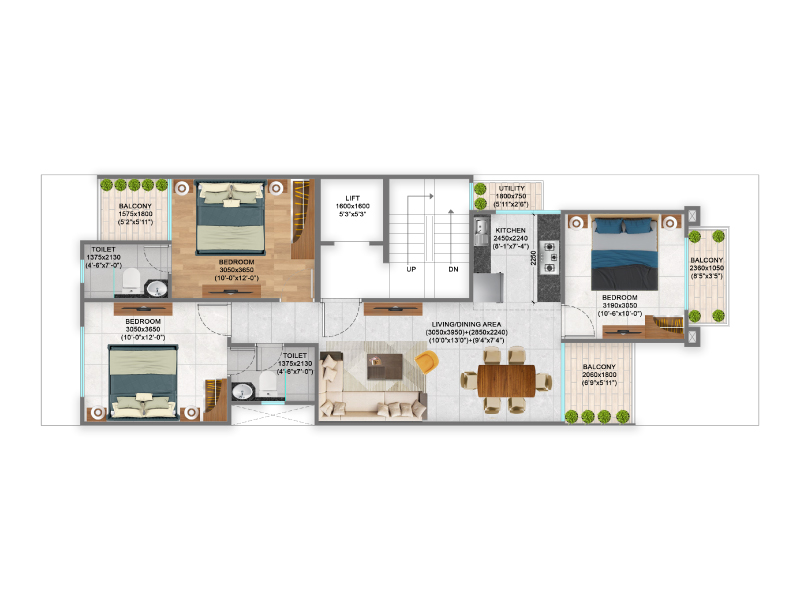 BALCONY
1575x1800
(5'2"x5'11")
BEDROOM
3050x3650
(10'-0"x12'-0")
LIFT
1600x1600
5'3"x5'3"
UP
DN
UTILITY
1800x750
(5'11"x2'6")
KITCHEN
2450x2240
(8'-1"x7'-4")
2250
TOILET
1375x2130
(4'-6"x7'-0")
BEDROOM
3190x3050
(10'-6"x10'-0")
BALCONY
2360x1050
(8'5"x3'5")
BEDROOM
3050x3650
(10'-0"x12'-0")
LIVING/DINING AREA
(3050x3950)+(2850x2240)
(10'0"x13'0")+(9'4"x7'4")
TOILET
1375x2130
(4'-6"x7'-0")
BALCONY
2060x1800
(6'9"x5'11")